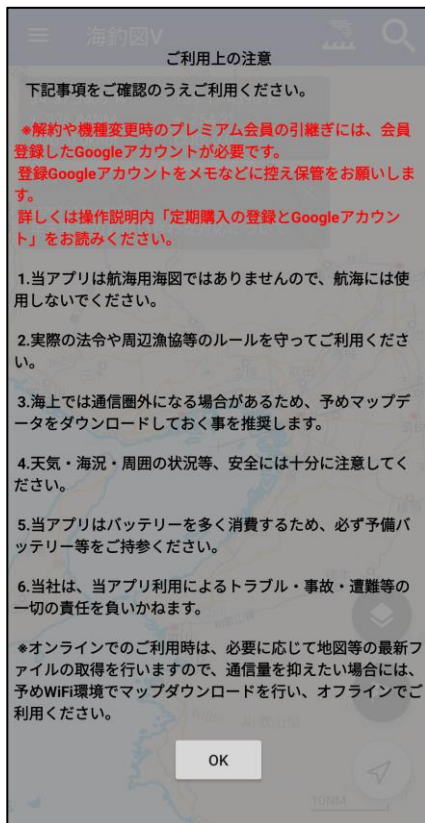 海釣図V
ご利用上の注意
下記事項をご確認のうえご利用ください。
※解約や機種変更時のプレミアム会員の引継ぎには、会員
登録したGoogleアカウントが必要です。
登録Googleアカウントをメモなどに控え保管をお願いしま
す。
詳しくは操作説明内「定期購入の登録とGoogleアカウン
ト」をお読みください。
1.当アプリは航海用海図ではありませんので、航海には使
用しないでください。
2.実際の法令や周辺漁協等のルールを守ってご利用くださ
い。
3.海上では通信圏外になる場合があるため、予めマップデ
ータをダウンロードしておく事を推奨します。
4.天気・海況・周囲の状況等、安全には十分に注意してく
ださい。
5.当アプリはバッテリーを多く消費するため、必ず予備バ
ッテリー等をご持参ください。
6.当社は、当アプリ利用によるトラブル・事故・遭難等の
一切の責任を負いかねます。
※オンラインでのご利用時は、必要に応じて地図等の最新フ
ァイルの取得を行いますので、通信量を抑えたい場合には、
予めWiFi環境でマップダウンロードを行い、オフラインでご
利用ください。
OK
10NM